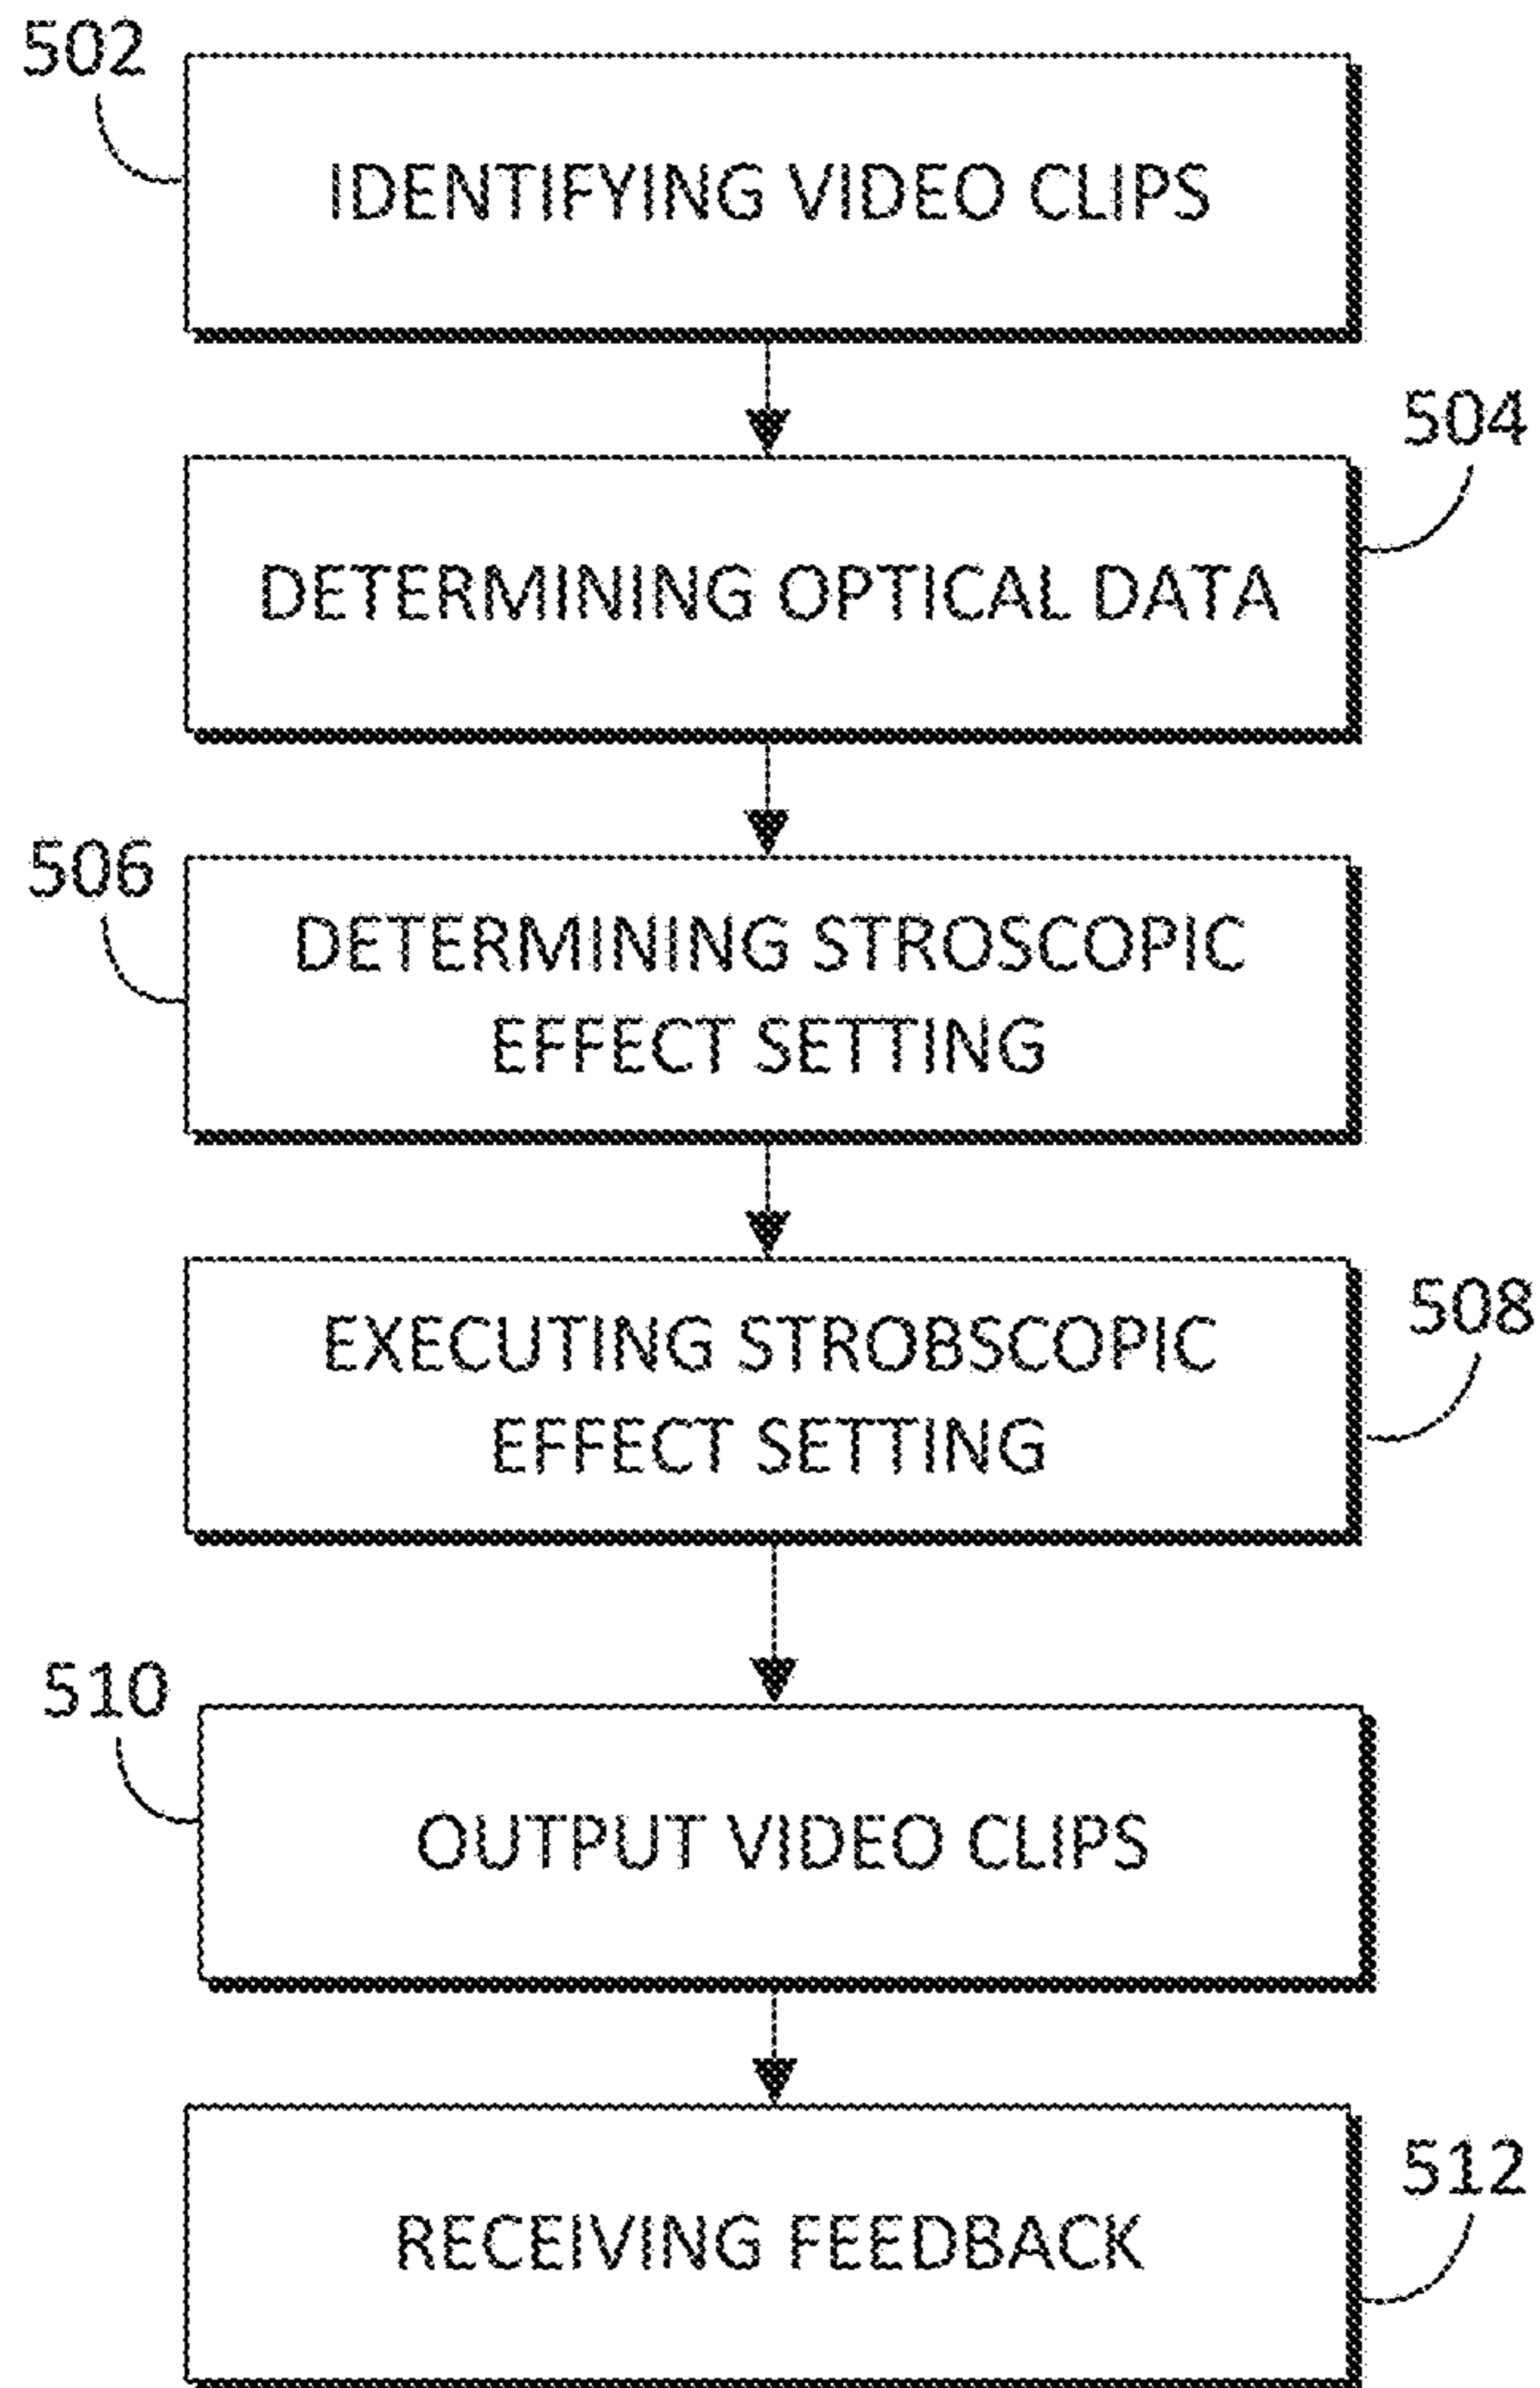 502
IDENTIFYING VIDEO CLIPS
504
DETERMINING OPTICAL DATA
506
DETERMINING STROSCOPIC
EFFECT SETTING
508
EXECUTING STROBSCOPIC
EFFECT SETTING
510
OUTPUT VIDEO CLIPS
512
RECEIVING FEEDBACK